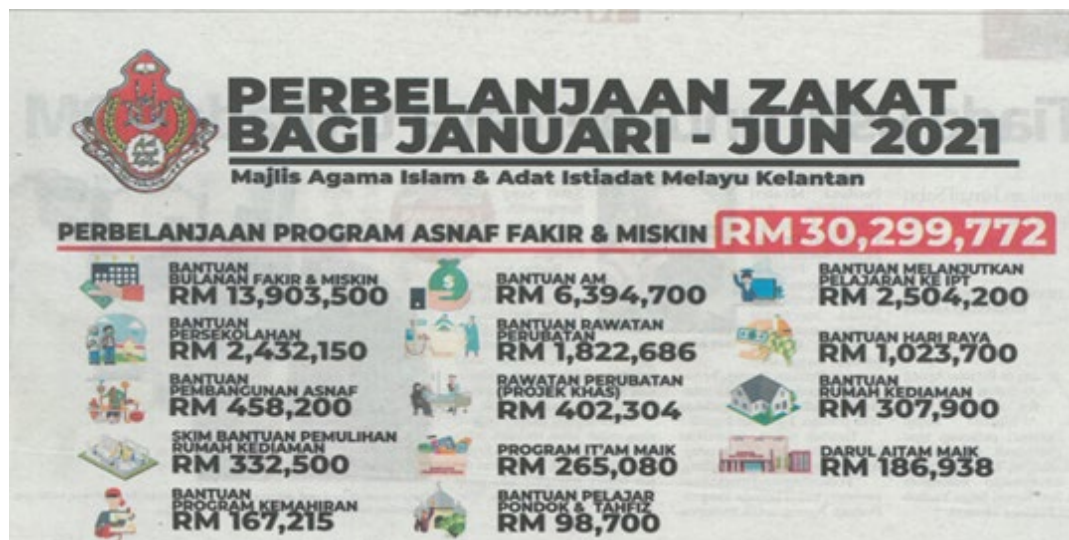 PERBELANJAAN ZAKAT
BAGI JANUARI - JUN 2021
Majlis Agama Islam & Adat Istiadat Melayu Kelantan
PERBELANJAAN PROGRAM ASNAF FAKIR & MISKIN RM 30,299,772
BANTUAN
BULANAN FAKIR & MISKIN
RM 13,903,500
BANTUAN AM
RM 6,394,700
BANTUAN MELANJUTKAN
PELAJARAN KE IPT
RM 2,504,200
BANTUAN
PERSEKOLAHAN
RM 2,432,150
BANTUAN RAWATAN
PERUBATAN
RM 1,822,686
BANTUAN HARI RAYA
RM 1,023,700
BANTUAN
PEMBANGUNAN ASNAF
RM 458,200
RAWATAN PERUBATAN
(PROJEK KHAS)
RM 402,304
BANTUAN
RUMAH KEDIAMAN
RM 307,900
SKIM BANTUAN PEMULIHAN
RUMAH KEDIAMAN
RM 332,500
PROGRAM IT'AM MAIK
RM 265,080
DARUL AITAM MAIK
RM 186,938
BANTUAN
PROGRAM KEMAHIRAN
RM 167,215
BANTUAN PELAJAR
PONDOK & TAHFIZ
RM 98,700